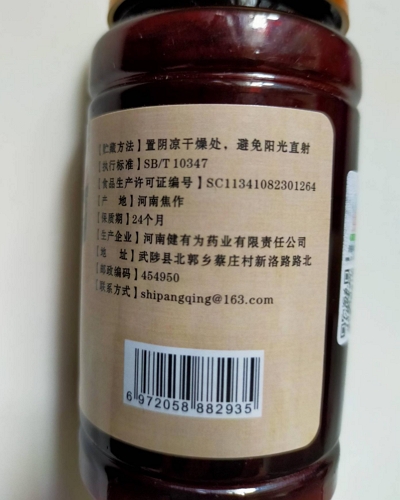 【贮藏方法】置阴凉干燥处，避免阳光直射
【执行标准】SB/T 10347
【食品生产许可证编号】SC11341082301264
【产    地】河南焦作
【保质期】24个月
【生产企业】河南健有为药业有限责任公司
【地    址】武陟县北郭乡蔡庄村新洛路路北
【邮政编码】454950
【联系方式】shipangqing@163.com
6 972058 882935